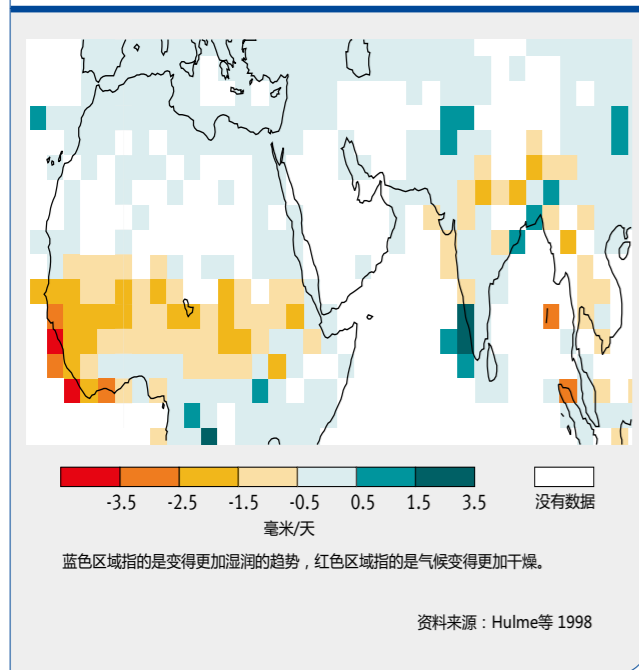 -3.5 -2.5 -1.5 -0.5 0.5 1.5 3.5 没有数据
毫米/天
蓝色区域指的是变得更加湿润的趋势，红色区域指的是气候变得更加干燥。
资料来源：Hulme等 1998